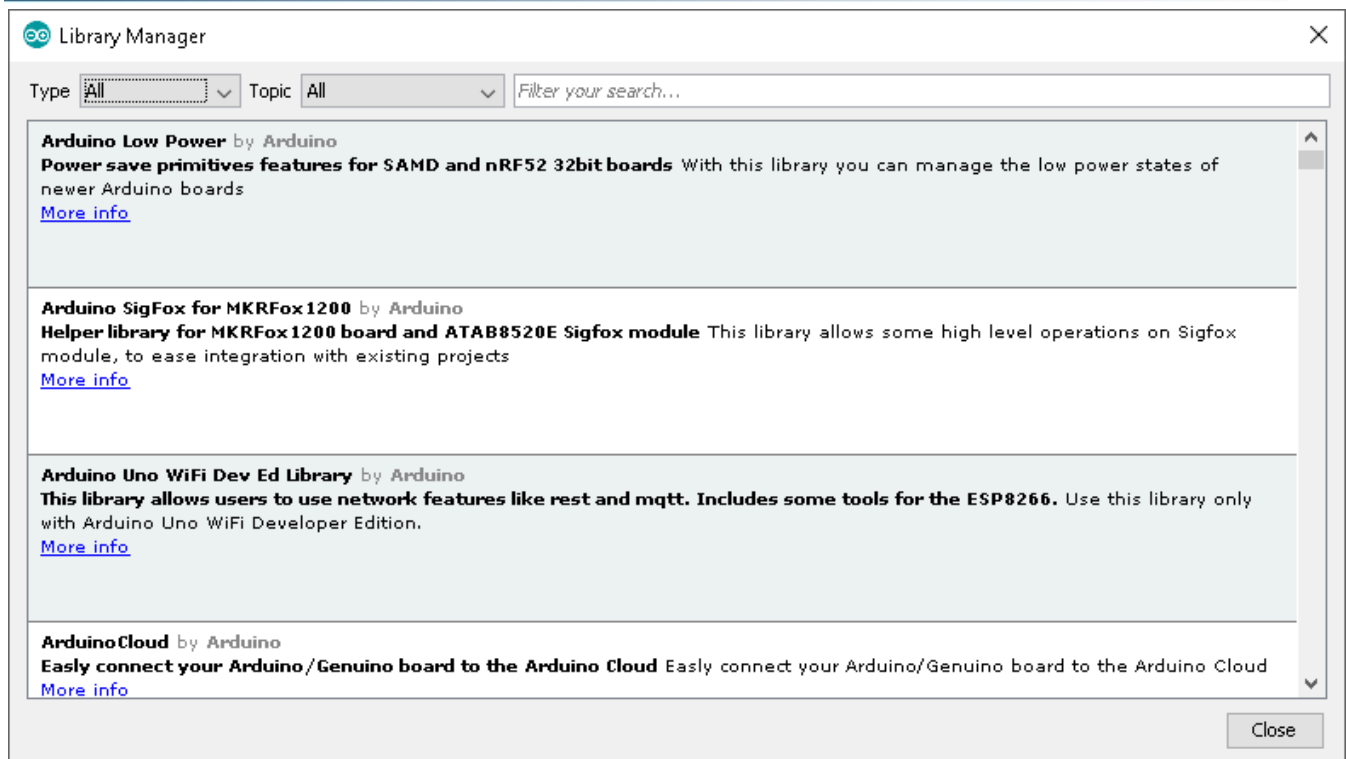 Library Manager
Type All Topic All Filter your search...
Arduino Low Power by Arduino
Power save primitives features for SAMD and nRF52 32bit boards With this library you can manage the low power states of
newer Arduino boards
More info
Arduino SigFox for MKRFox1200 by Arduino
Helper library for MKRFox1200 board and ATAB8520E Sigfox module This library allows some high level operations on Sigfox
module, to ease integration with existing projects
More info
Arduino Uno WiFi Dev Ed Library by Arduino
This library allows users to use network features like rest and mqtt. Includes some tools for the ESP8266. Use this library only
with Arduino Uno WiFi Developer Edition.
More info
ArduinoCloud by Arduino
Easly connect your Arduino/Genuino board to the Arduino Cloud Easly connect your Arduino/Genuino board to the Arduino Cloud
More info
Close